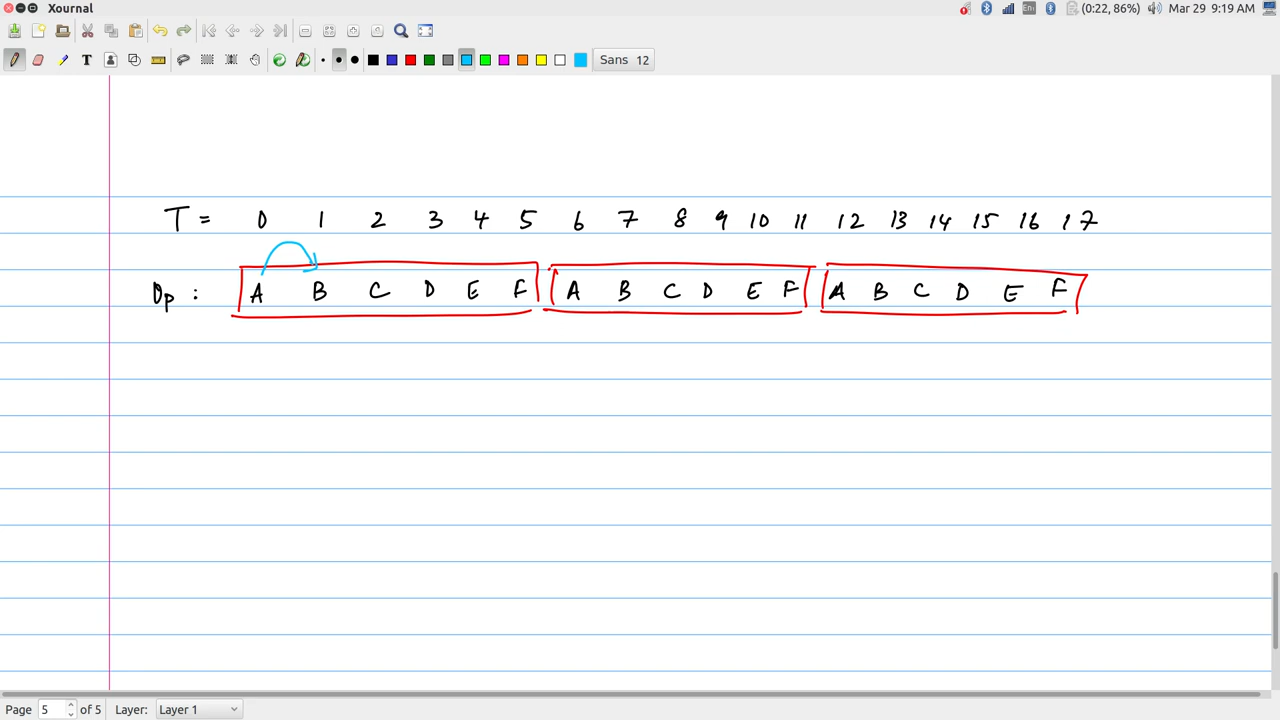 Xournal
(0:22, 86%) Mar 29 9:19 AM
En
T
Sans 12
T = 0 1 2 3 4 5 6 7 8 9 10 11 12 13 14 15 16 17
Op : A B C D E F A B C D E F A B C D E F
Page 5 of 5 Layer: Layer 1